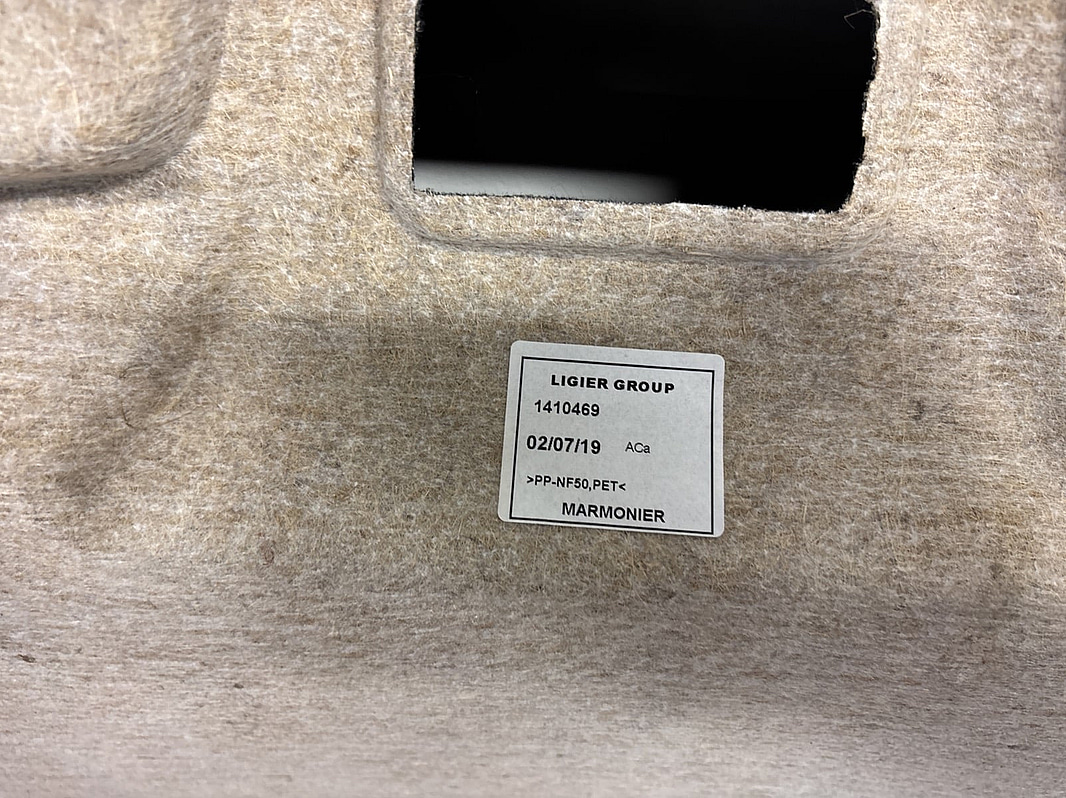 LIGIER GROUP
1410469
02/07/19 ACa
>PP-NF50,PET<
MARMONIER